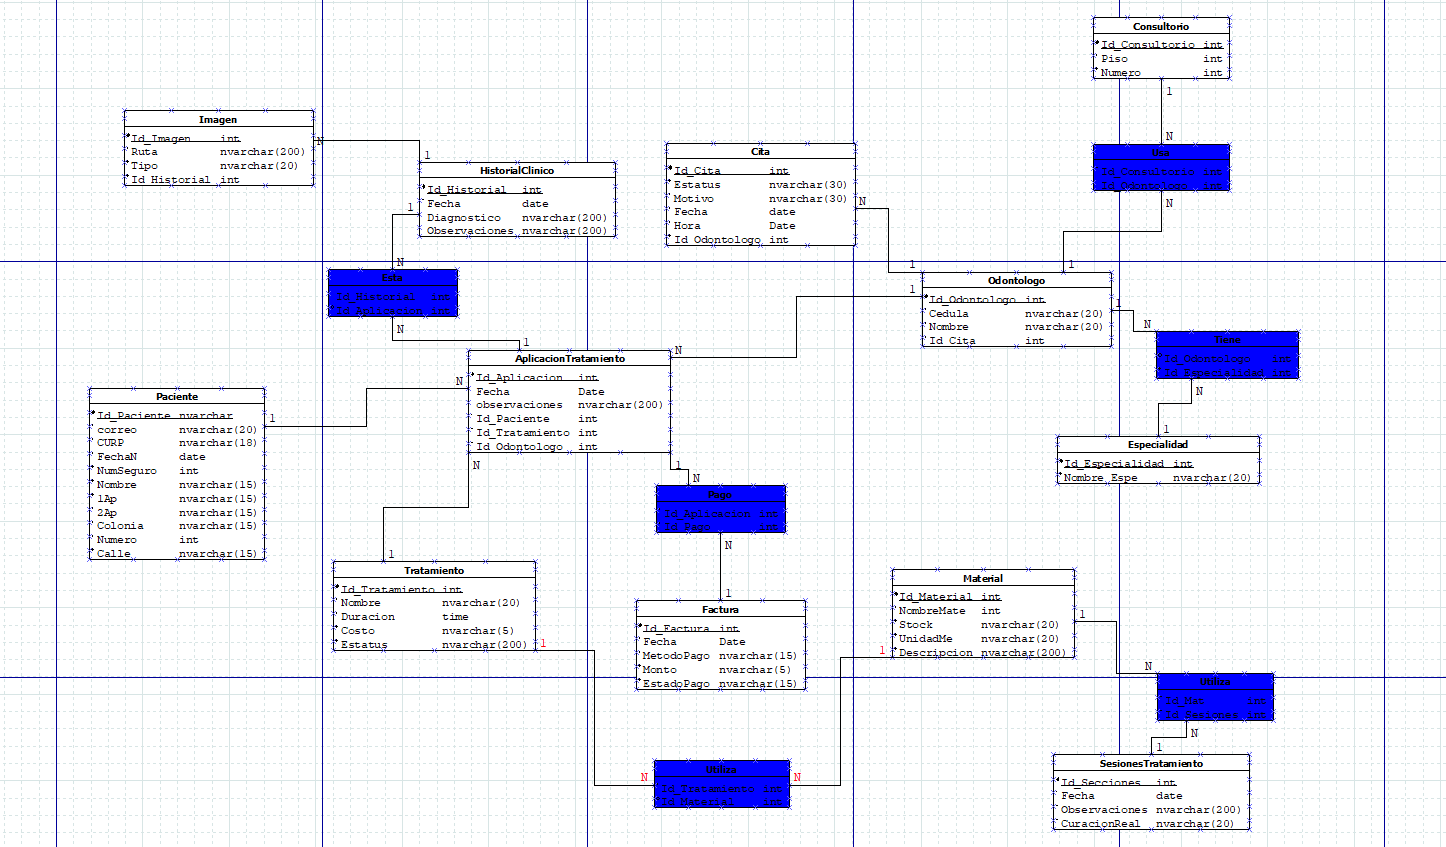 Consultorio
Id_Consultorio int
Piso int
Numero int
1
N
Usa
Id_Consultorio int
Id_Odontologo int
N
1
Imagen
Id_Imagen int
Ruta nvarchar(200)
Tipo nvarchar(20)
Id_Historial int
N
1
HistorialClinico
Id_Historial int
Fecha date
Diagnostico nvarchar(200)
Observaciones nvarchar(200)
1
N
Cita
Id_Cita int
Estatus nvarchar(30)
Motivo nvarchar(30)
Fecha date
Hora Date
Id_Odontologo int
N
1
Esta
Id_Historial int
Id_Aplicacion int
N
1
Odontologo
Id_Odontologo int
Cedula nvarchar(20)
Nombre nvarchar(20)
Id_Cita int
1
N
1
N
Tiene
Id_Odontologo int
Id_Especialidad int
N
1
Especialidad
Id_Especialidad int
Nombre_Espe nvarchar(20)
AplicacionTratamiento
Id_Aplicacion int
Fecha Date
observaciones nvarchar(200)
Id_Paciente int
Id_Tratamiento int
Id_Odontologo int
N
1
N
1
N
Paciente
Id_Paciente nvarchar
correo nvarchar(20)
CURP nvarchar(18)
FechaN date
NumSeguro int
Nombre nvarchar(15)
1Ap nvarchar(15)
2Ap nvarchar(15)
Colonia nvarchar(15)
Numero int
Calle nvarchar(15)
Pago
Id_Aplicacion int
Id_Pago int
N
1
1
Tratamiento
Id_Tratamiento int
Nombre nvarchar(20)
Duracion time
Costo nvarchar(5)
Estatus nvarchar(200)
1
Factura
Id_Factura int
Fecha Date
MetodoPago nvarchar(15)
Monto nvarchar(5)
EstadoPago nvarchar(15)
Material
Id_Material int
NombreMate int
Stock nvarchar(20)
UnidadMe nvarchar(20)
Descripcion nvarchar(200)
1
1
N
Utiliza
Id_Mat int
Id_Sesiones int
N
1
N
Utiliza
Id_Tratamiento int
Id_Material int
N
SesionesTratamiento
Id_Secciones int
Fecha date
Observaciones nvarchar(200)
CuracionReal nvarchar(20)